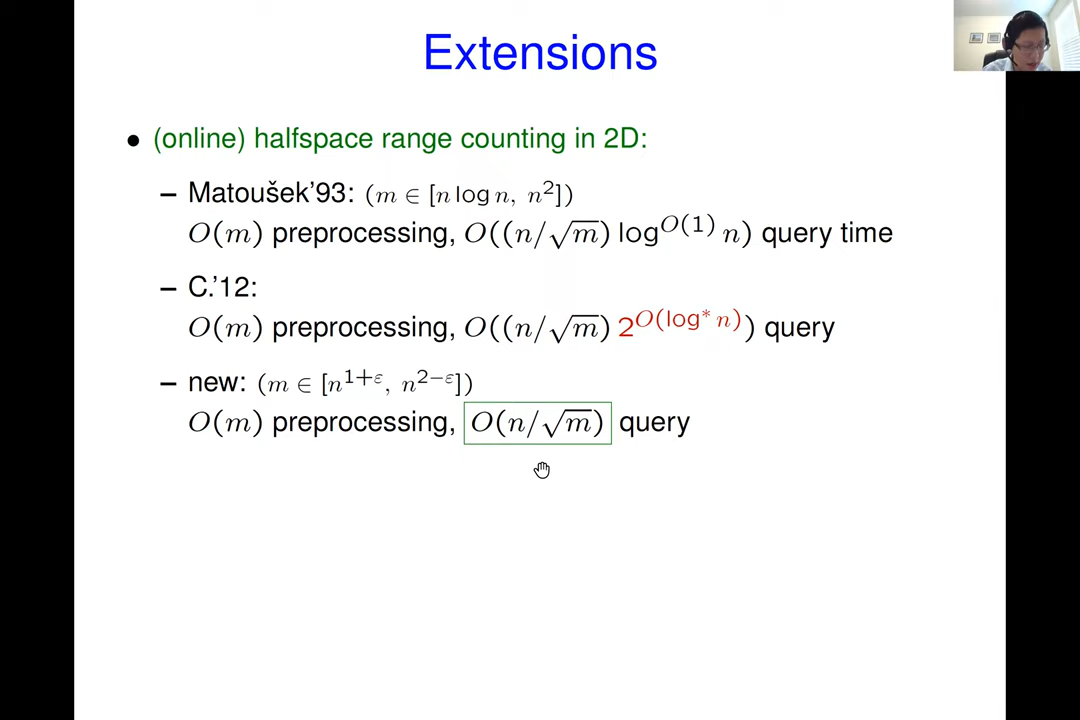 Extensions
• (online) halfspace range counting in 2D:
– Matoušek'93: (m ∈ [n log n, n²])
O(m) preprocessing, O((n/√m) log^{O(1)} n) query time
– C.'12:
O(m) preprocessing, O((n/√m) 2^{O(log* n)}) query
– new: (m ∈ [n^{1+ε}, n^{2−ε}])
O(m) preprocessing, O(n/√m) query